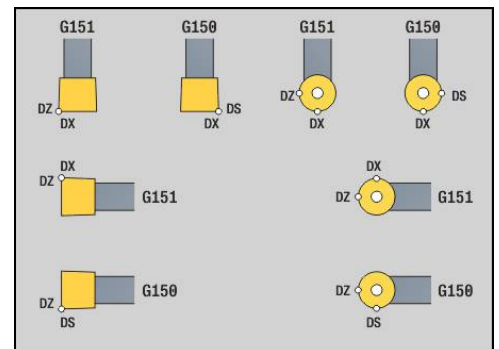 G151 G150 G151 G150
DZ DS DZ DS
DX DX DX DX
DX DX
DZ DZ
G151 G151
G150 G150
DZ DZ
DS DS